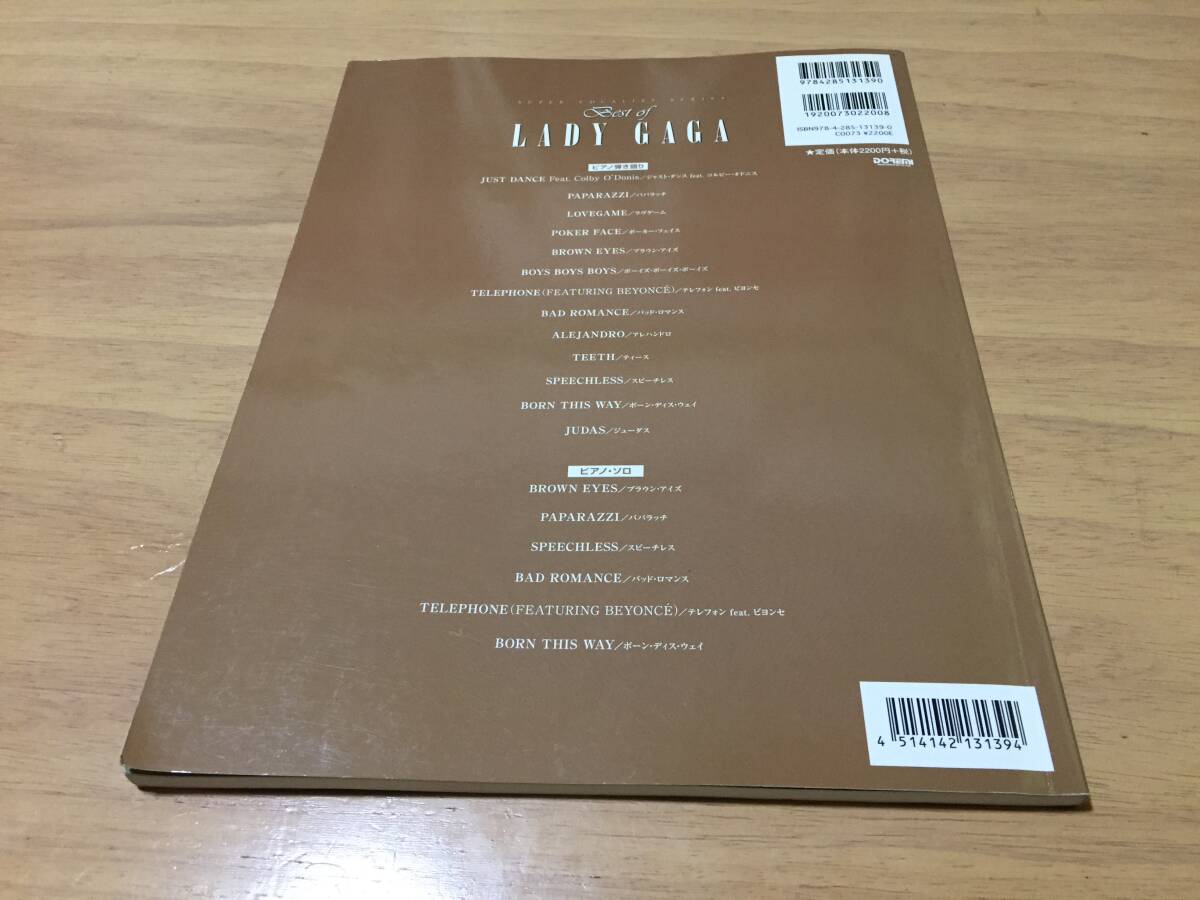 9784285131390
1920073022008
ISBN978-4-285-13139-0
C0073 ¥2200E
★定価(本体2200円+税)
DOREMI
SUPER VOCALIST SERIES
Best of
LADY GAGA
ピアノ弾き語り
JUST DANCE Feat. Colby O'Donis/ジャスト・ダンス feat. コルビー・オドニス
PAPARAZZI/パパラッチ
LOVEGAME/ラヴゲーム
POKER FACE/ポーカー・フェイス
BROWN EYES/ブラウン・アイズ
BOYS BOYS BOYS/ボーイズ・ボーイズ・ボーイズ
TELEPHONE(FEATURING BEYONCÉ)/テレフォン feat. ビヨンセ
BAD ROMANCE/バッド・ロマンス
ALEJANDRO/アレハンドロ
TEETH/ティース
SPEECHLESS/スピーチレス
BORN THIS WAY/ボーン・ディス・ウェイ
JUDAS/ジューダス
ピアノ・ソロ
BROWN EYES/ブラウン・アイズ
PAPARAZZI/パパラッチ
SPEECHLESS/スピーチレス
BAD ROMANCE/バッド・ロマンス
TELEPHONE(FEATURING BEYONCÉ)/テレフォン feat. ビヨンセ
BORN THIS WAY/ボーン・ディス・ウェイ
4 514142 131394